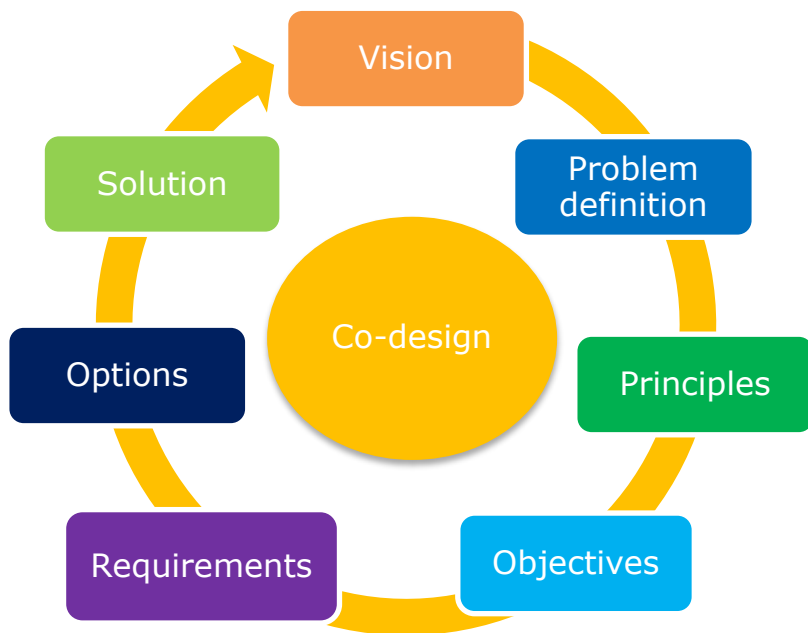 Vision
Problem
definition
Principles
Objectives
Requirements
Options
Solution
Co-design